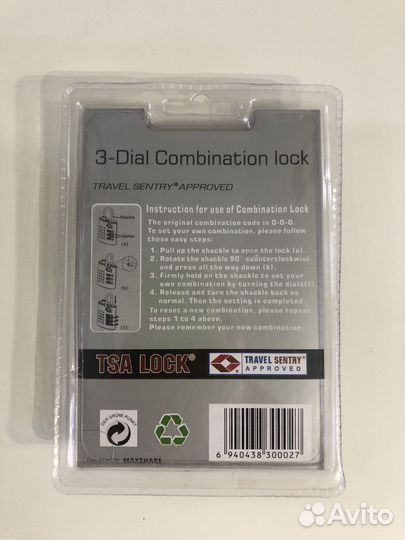 3-Dial Combination lock
TRAVEL SENTRY® APPROVED
Instruction for use of Combination Lock
The original combination code is 0-0-0.
To set your own combination, please follow
these easy steps:
1. Pull up the shackle to open the lock (a).
2. Rotate the shackle 90° counterclockwise
and press all the way down (b).
3. Firmly hold on the shackle to set your
own combination by turning the dials(c).
4. Release and turn the shackle back as
normal. Then the setting is completed.
To reset a new combination, please repeat
steps 1 to 4 above.
Please remember your new combination.
Shackle
Marker
(A)
(B)
(C)
TSA LOCK®
TRAVEL SENTRY®
APPROVED
DER GRÜNE PUNKT
6 940438 300027
MAYSHARE
Avito